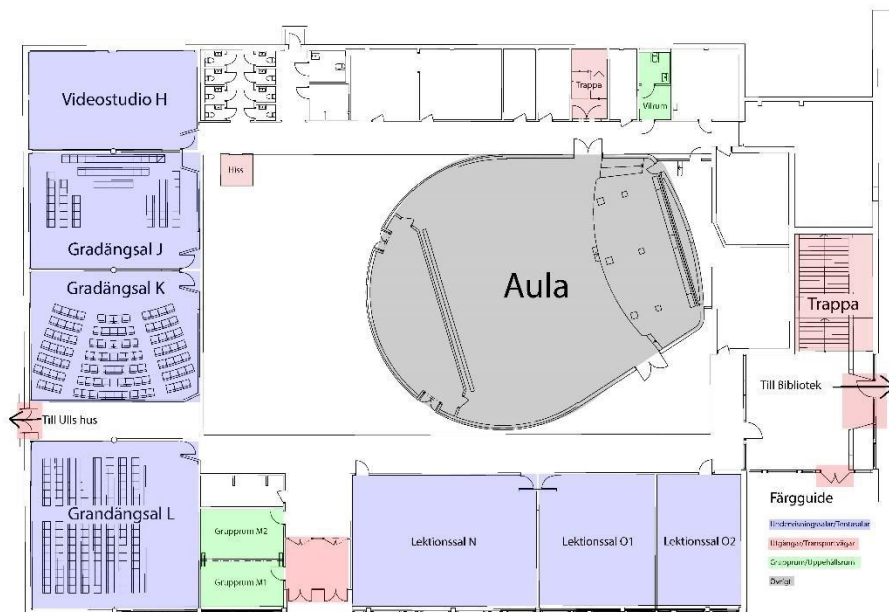 Videostudio H
Trappa
Vilrum
Hiss
Gradängsal J
Gradängsal K
Aula
Trappa
Till Bibliotek
Till Ulls hus
Grandängsal L
Grupprum M2
Grupprum M1
Lektionssal N
Lektionssal O1
Lektionssal O2
Färgguide
Undervisningssalar/Tentasalar
Utgångar/Transportvägar
Grupprum/Uppehållsrum
Övrigt